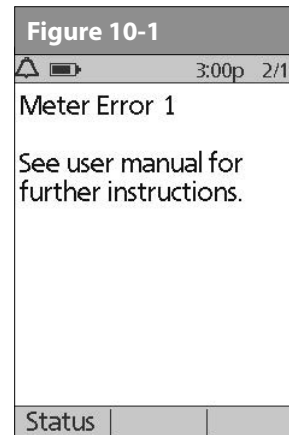 Figure 10-1
3:00p 2/1
Meter Error 1
See user manual for
further instructions.
Status